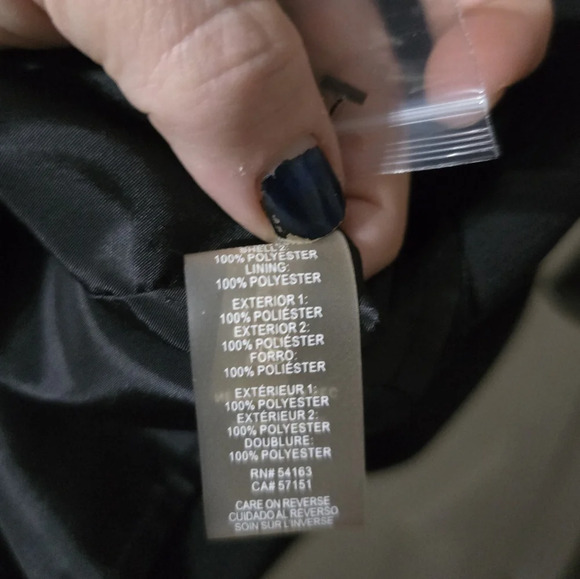 SHELL 2:
100% POLYESTER
LINING:
100% POLYESTER
EXTERIOR 1:
100% POLIÉSTER
EXTERIOR 2:
100% POLIÉSTER
FORRO:
100% POLIÉSTER
EXTÉRIEUR 1:
100% POLYESTER
EXTÉRIEUR 2:
100% POLYESTER
DOUBLURE:
100% POLYESTER
RN# 54163
CA# 57151
CARE ON REVERSE
CUIDADO AL REVERSO
SOIN SUR L'INVERSE